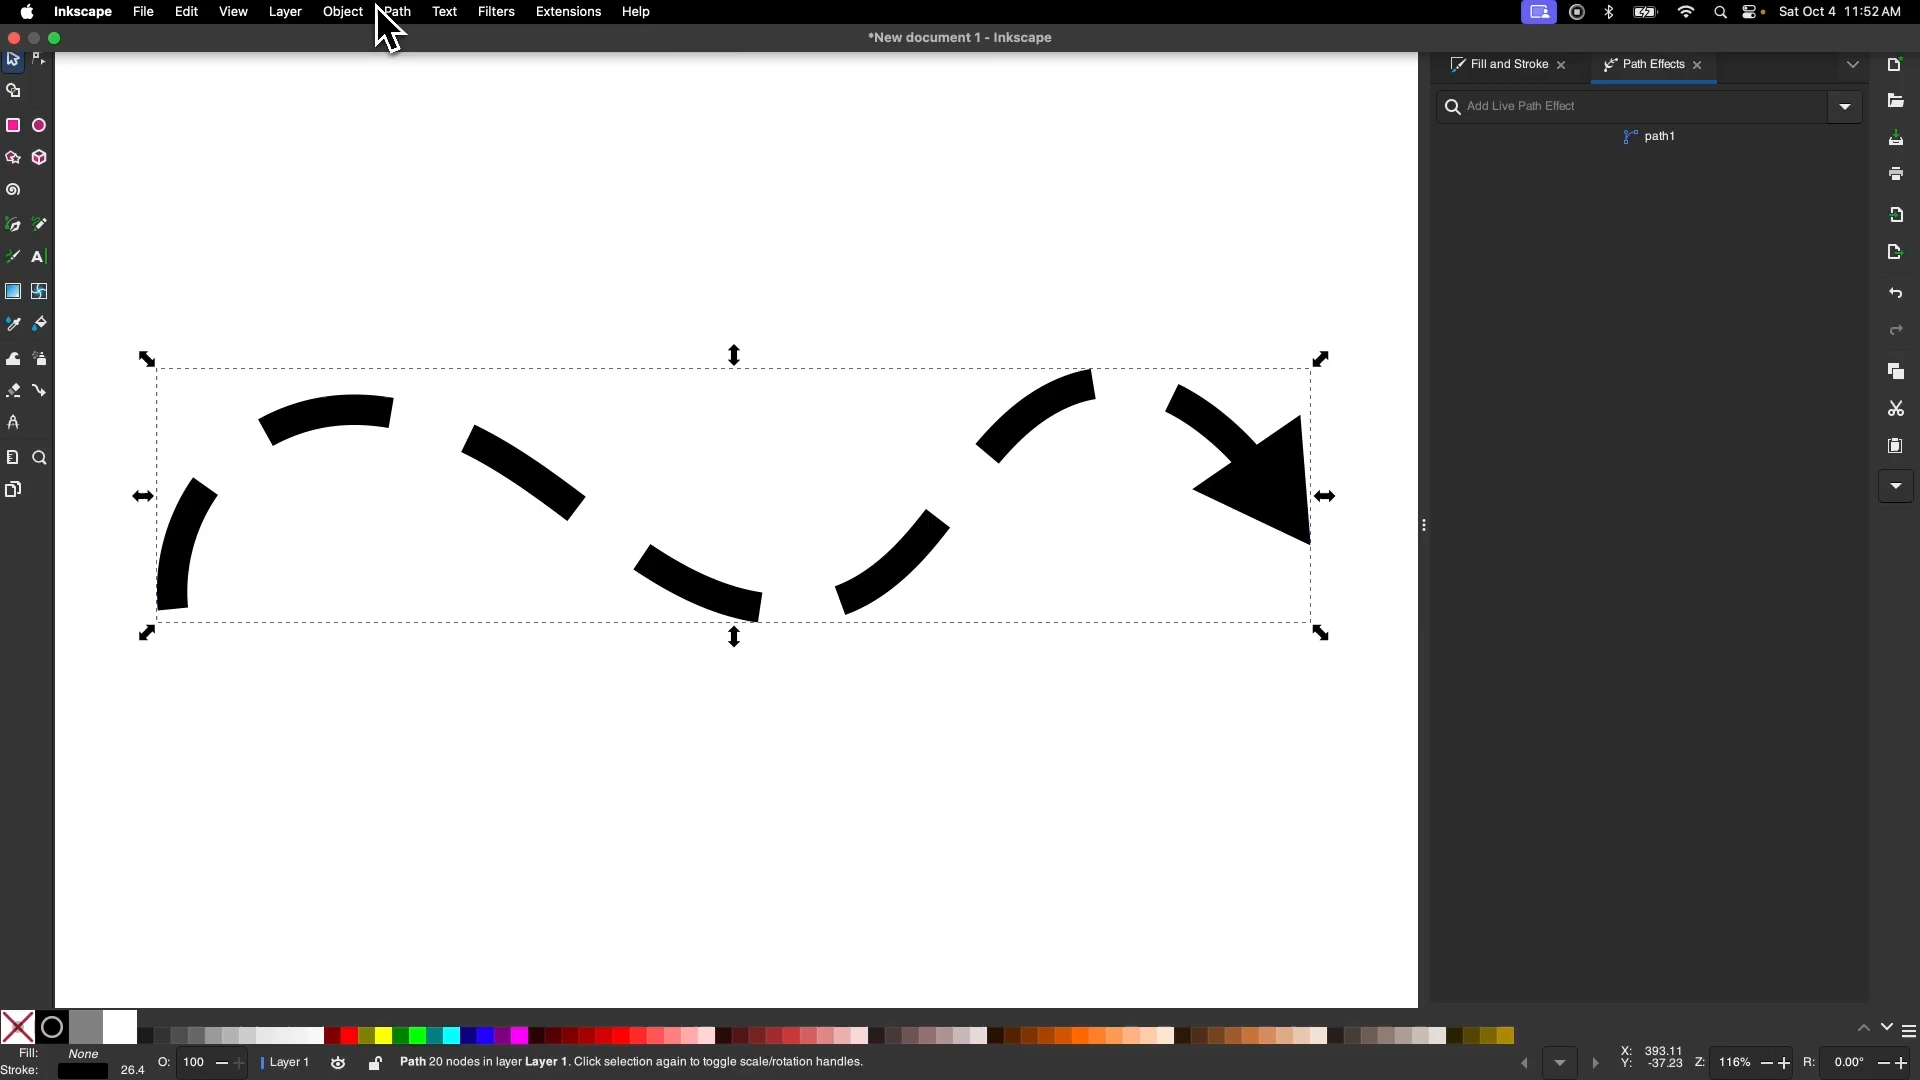 Inkscape File Edit View Layer Object Path Text Filters Extensions Help
Sat Oct 4 11:52AM
*New document 1 - Inkscape
Fill and Stroke
Path Effects
Add Live Path Effect
path1
Fill: None
Stroke: 26.4
O: 100
Layer 1
Path 20 nodes in layer Layer 1. Click selection again to toggle scale/rotation handles.
X: 393.11
Y: -37.23
Z: 116%
R: 0.00°